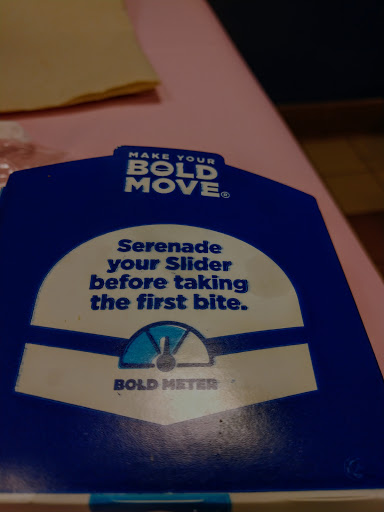 MAKE YOUR
BOLD
MOVE®
Serenade
your Slider
before taking
the first bite.
BOLD METER